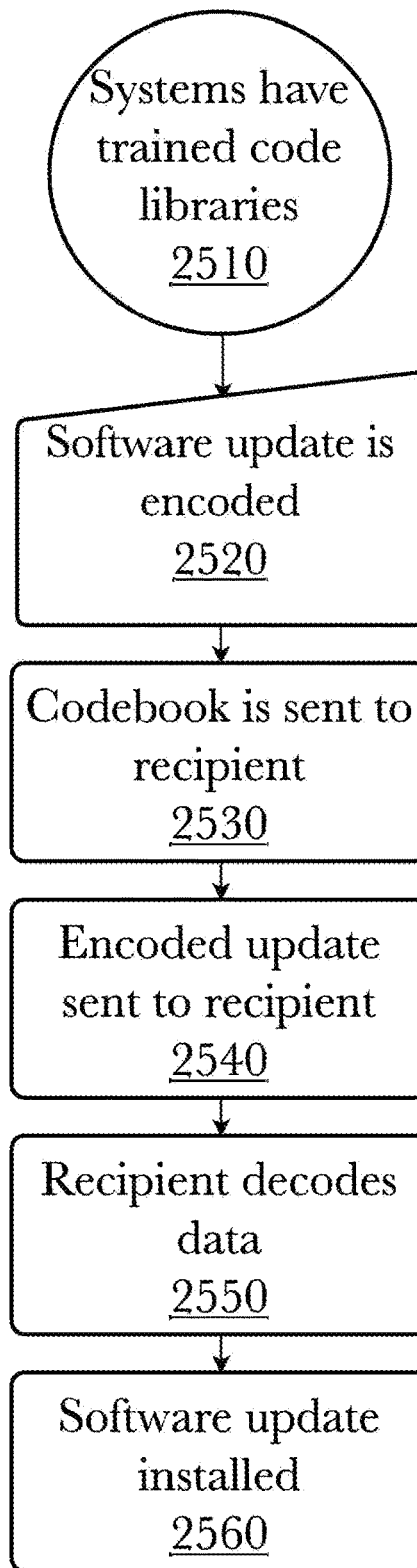 Systems have
trained code
libraries
2510
Software update is
encoded
2520
Codebook is sent to
recipient
2530
Encoded update
sent to recipient
2540
Recipient decodes
data
2550
Software update
installed
2560